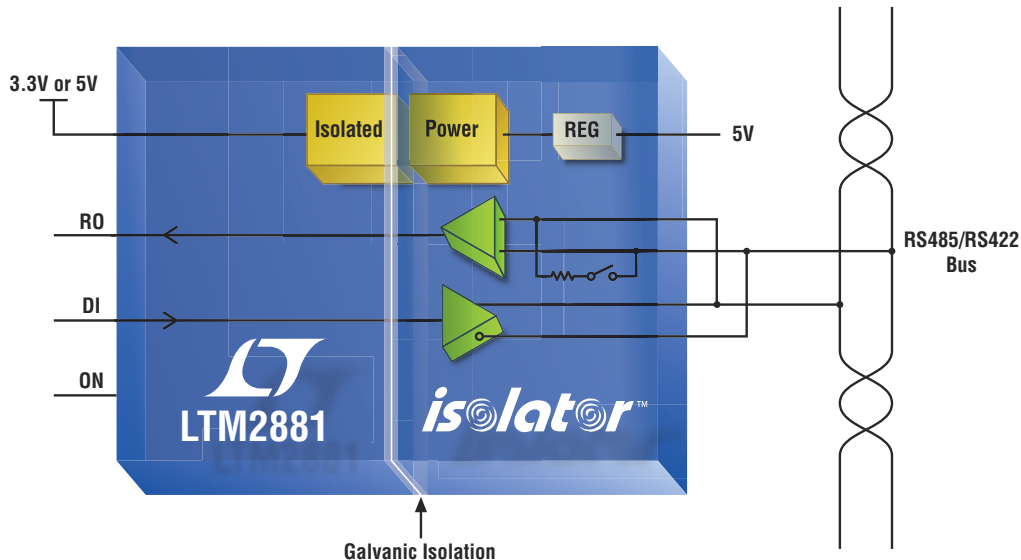 3.3V or 5V
Isolated
Power
REG
5V
RO
RS485/RS422
Bus
DI
ON
LTM2881
isolator™
Galvanic Isolation